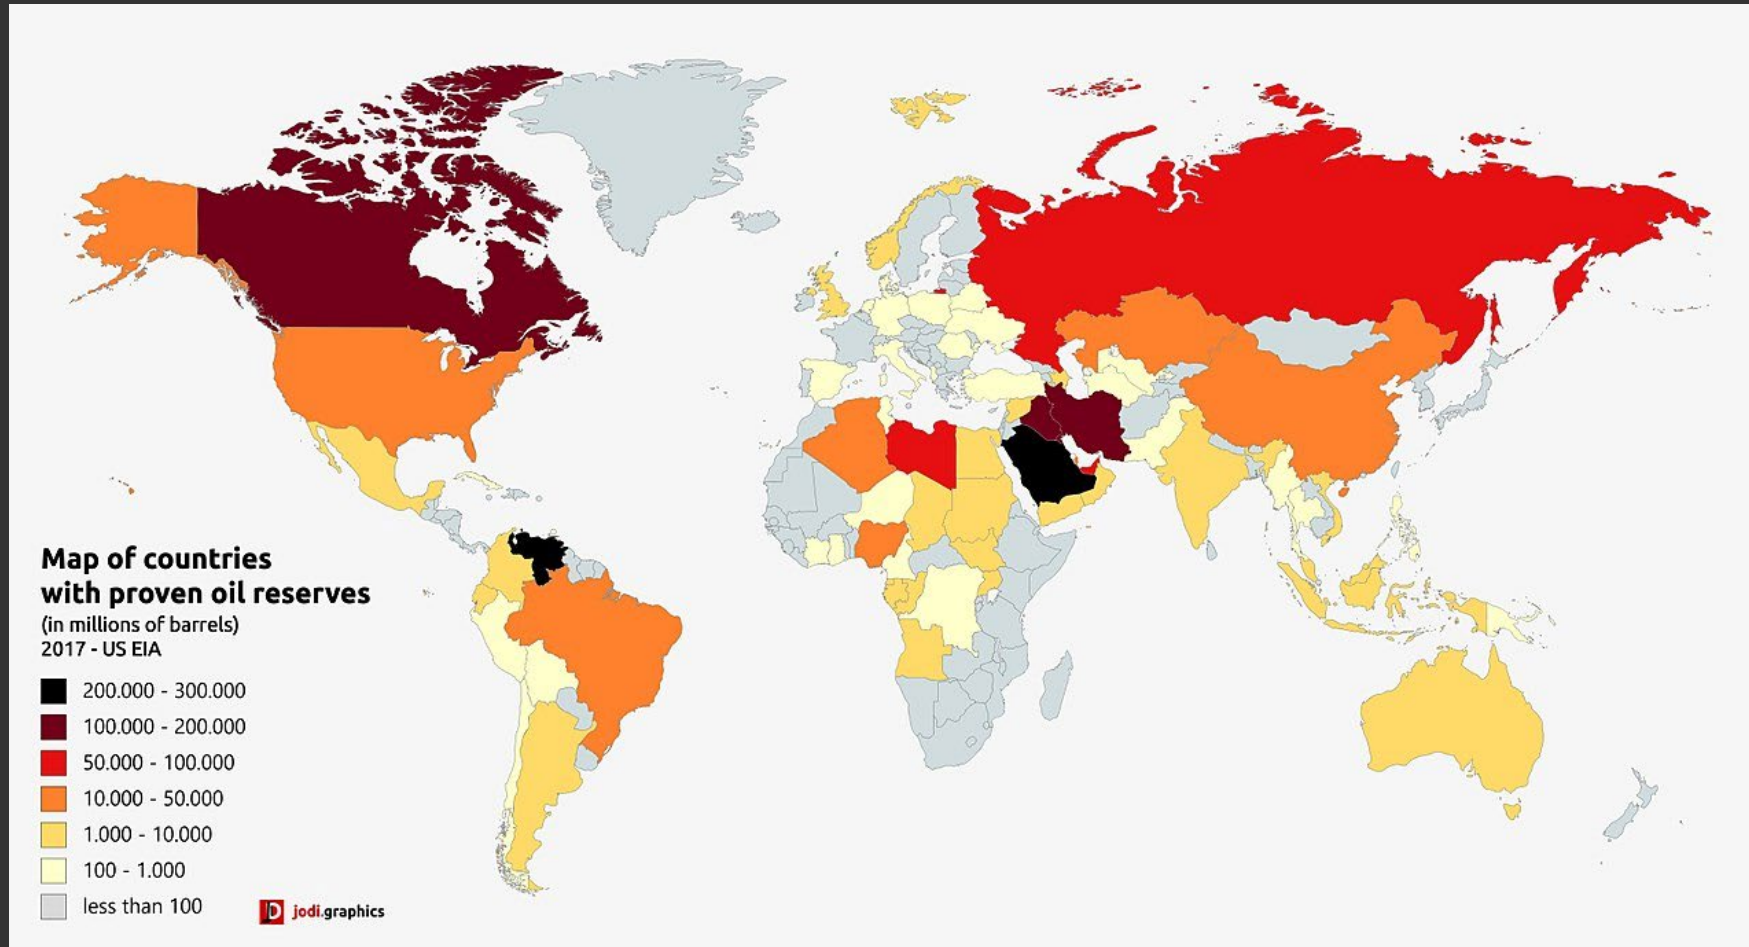 Map of countries
with proven oil reserves
(in millions of barrels)
2017 - US EIA
200.000 - 300.000
100.000 - 200.000
50.000 - 100.000
10.000 - 50.000
1.000 - 10.000
100 - 1.000
less than 100
jodi.graphics